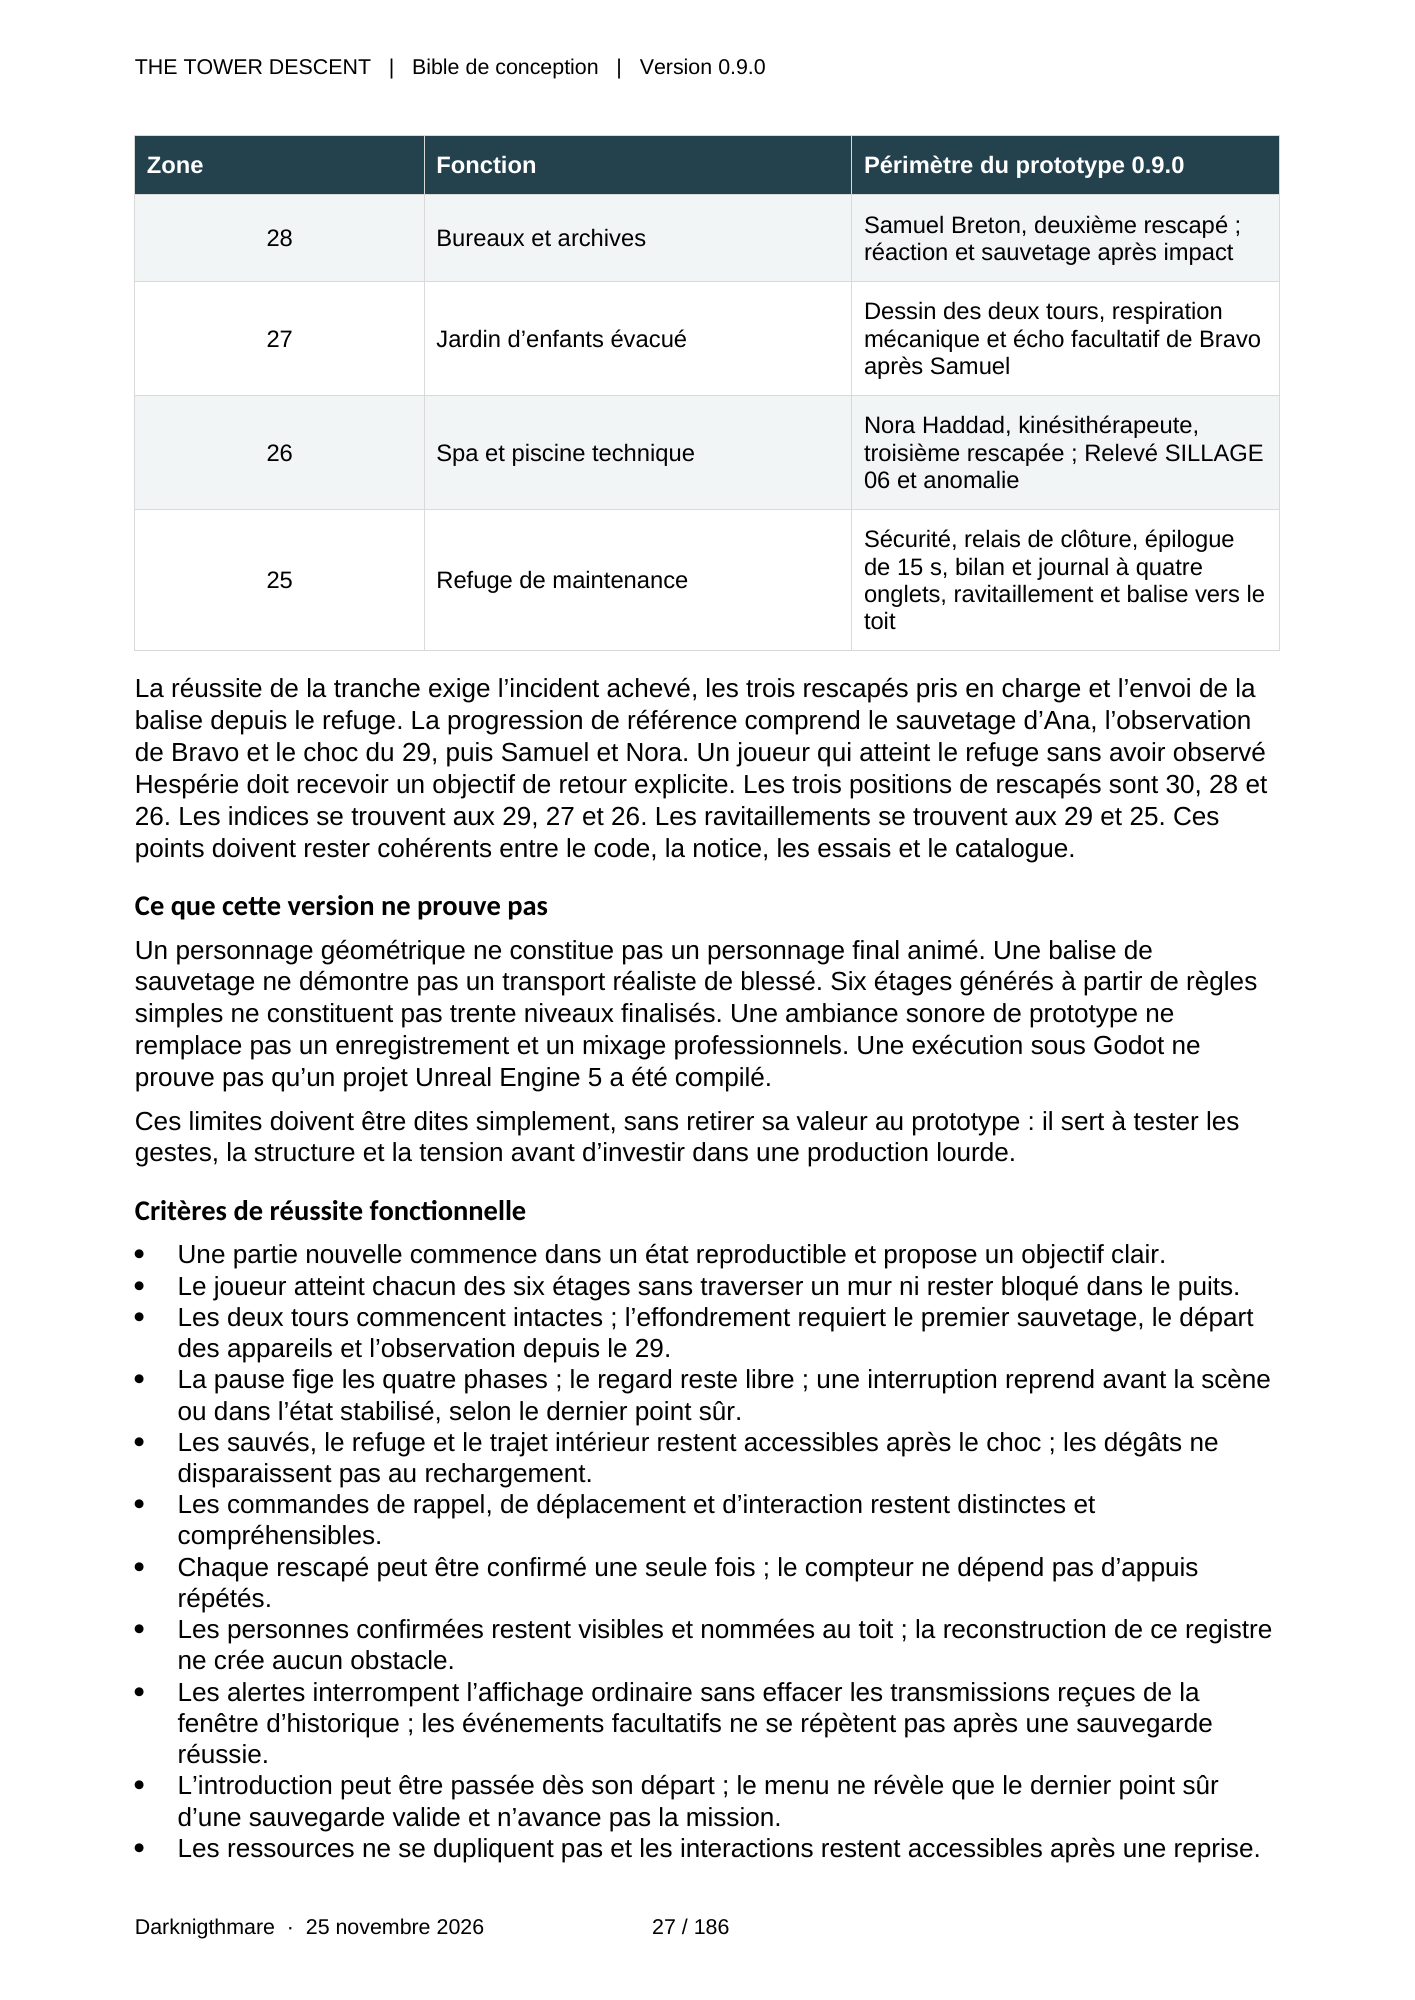 THE TOWER DESCENT | Bible de conception | Version 0.9.0
Zone
Fonction
Périmètre du prototype 0.9.0
28
Bureaux et archives
Samuel Breton, deuxième rescapé ;
réaction et sauvetage après impact
27
Jardin d’enfants évacué
Dessin des deux tours, respiration
mécanique et écho facultatif de Bravo
après Samuel
26
Spa et piscine technique
Nora Haddad, kinésithérapeute,
troisième rescapée ; Relevé SILLAGE
06 et anomalie
25
Refuge de maintenance
Sécurité, relais de clôture, épilogue
de 15 s, bilan et journal à quatre
onglets, ravitaillement et balise vers le
toit
La réussite de la tranche exige l’incident achevé, les trois rescapés pris en charge et l’envoi de la
balise depuis le refuge. La progression de référence comprend le sauvetage d’Ana, l’observation
de Bravo et le choc du 29, puis Samuel et Nora. Un joueur qui atteint le refuge sans avoir observé
Hespérie doit recevoir un objectif de retour explicite. Les trois positions de rescapés sont 30, 28 et
26. Les indices se trouvent aux 29, 27 et 26. Les ravitaillements se trouvent aux 29 et 25. Ces
points doivent rester cohérents entre le code, la notice, les essais et le catalogue.
Ce que cette version ne prouve pas
Un personnage géométrique ne constitue pas un personnage final animé. Une balise de
sauvetage ne démontre pas un transport réaliste de blessé. Six étages générés à partir de règles
simples ne constituent pas trente niveaux finalisés. Une ambiance sonore de prototype ne
remplace pas un enregistrement et un mixage professionnels. Une exécution sous Godot ne
prouve pas qu’un projet Unreal Engine 5 a été compilé.
Ces limites doivent être dites simplement, sans retirer sa valeur au prototype : il sert à tester les
gestes, la structure et la tension avant d’investir dans une production lourde.
Critères de réussite fonctionnelle
• Une partie nouvelle commence dans un état reproductible et propose un objectif clair.
• Le joueur atteint chacun des six étages sans traverser un mur ni rester bloqué dans le puits.
• Les deux tours commencent intactes ; l’effondrement requiert le premier sauvetage, le départ
des appareils et l’observation depuis le 29.
• La pause fige les quatre phases ; le regard reste libre ; une interruption reprend avant la scène
ou dans l’état stabilisé, selon le dernier point sûr.
• Les sauvés, le refuge et le trajet intérieur restent accessibles après le choc ; les dégâts ne
disparaissent pas au rechargement.
• Les commandes de rappel, de déplacement et d’interaction restent distinctes et
compréhensibles.
• Chaque rescapé peut être confirmé une seule fois ; le compteur ne dépend pas d’appuis
répétés.
• Les personnes confirmées restent visibles et nommées au toit ; la reconstruction de ce registre
ne crée aucun obstacle.
• Les alertes interrompent l’affichage ordinaire sans effacer les transmissions reçues de la
fenêtre d’historique ; les événements facultatifs ne se répètent pas après une sauvegarde
réussie.
• L’introduction peut être passée dès son départ ; le menu ne révèle que le dernier point sûr
d’une sauvegarde valide et n’avance pas la mission.
• Les ressources ne se dupliquent pas et les interactions restent accessibles après une reprise.
Darknigthmare · 25 novembre 2026
27 / 186